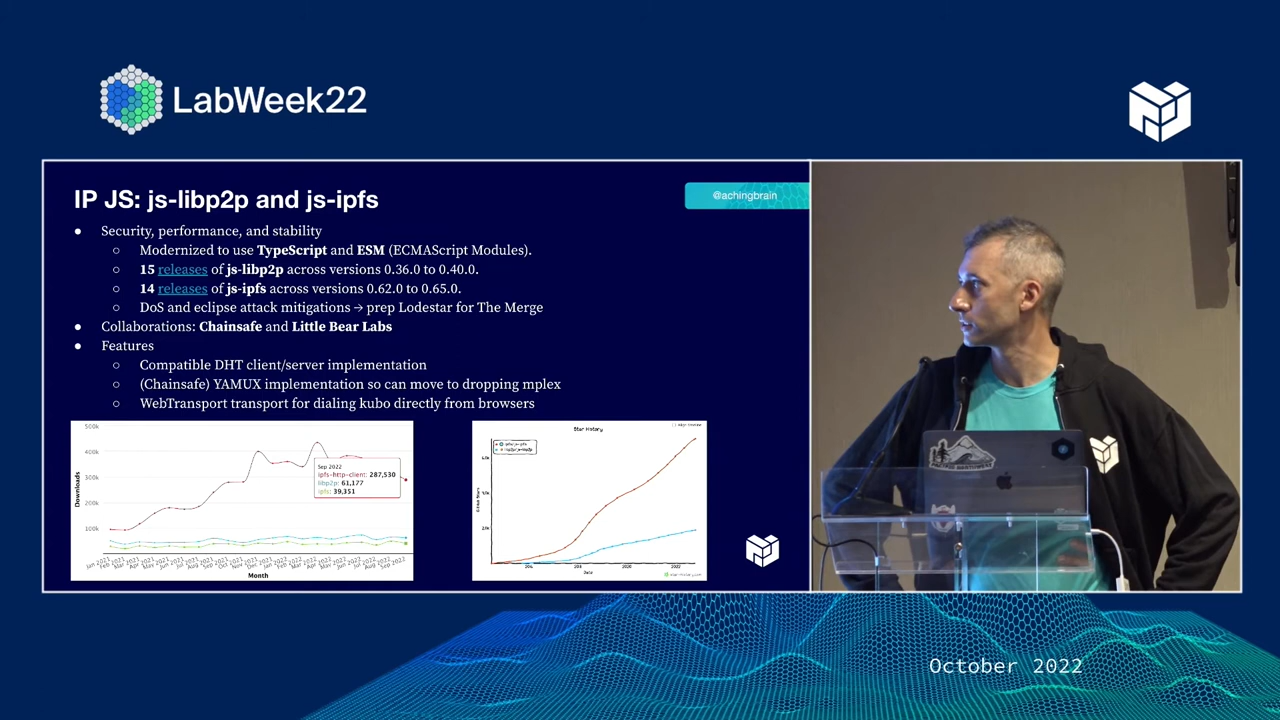 LabWeek22
IP JS: js-libp2p and js-ipfs
@achingbrain
● Security, performance, and stability
○ Modernized to use TypeScript and ESM (ECMAScript Modules).
○ 15 releases of js-libp2p across versions 0.36.0 to 0.40.0.
○ 14 releases of js-ipfs across versions 0.62.0 to 0.65.0.
○ DoS and eclipse attack mitigations → prep Lodestar for The Merge
● Collaborations: Chainsafe and Little Bear Labs
● Features
○ Compatible DHT client/server implementation
○ (Chainsafe) YAMUX implementation so can move to dropping mplex
○ WebTransport transport for dialing kubo directly from browsers
500k
400k
300k
200k
100k
Downloads
Sep 2022
ipfs-http-client: 287,530
libp2p: 61,177
ipfs: 39,351
Month
Star History
Date
2020
2022
October 2022